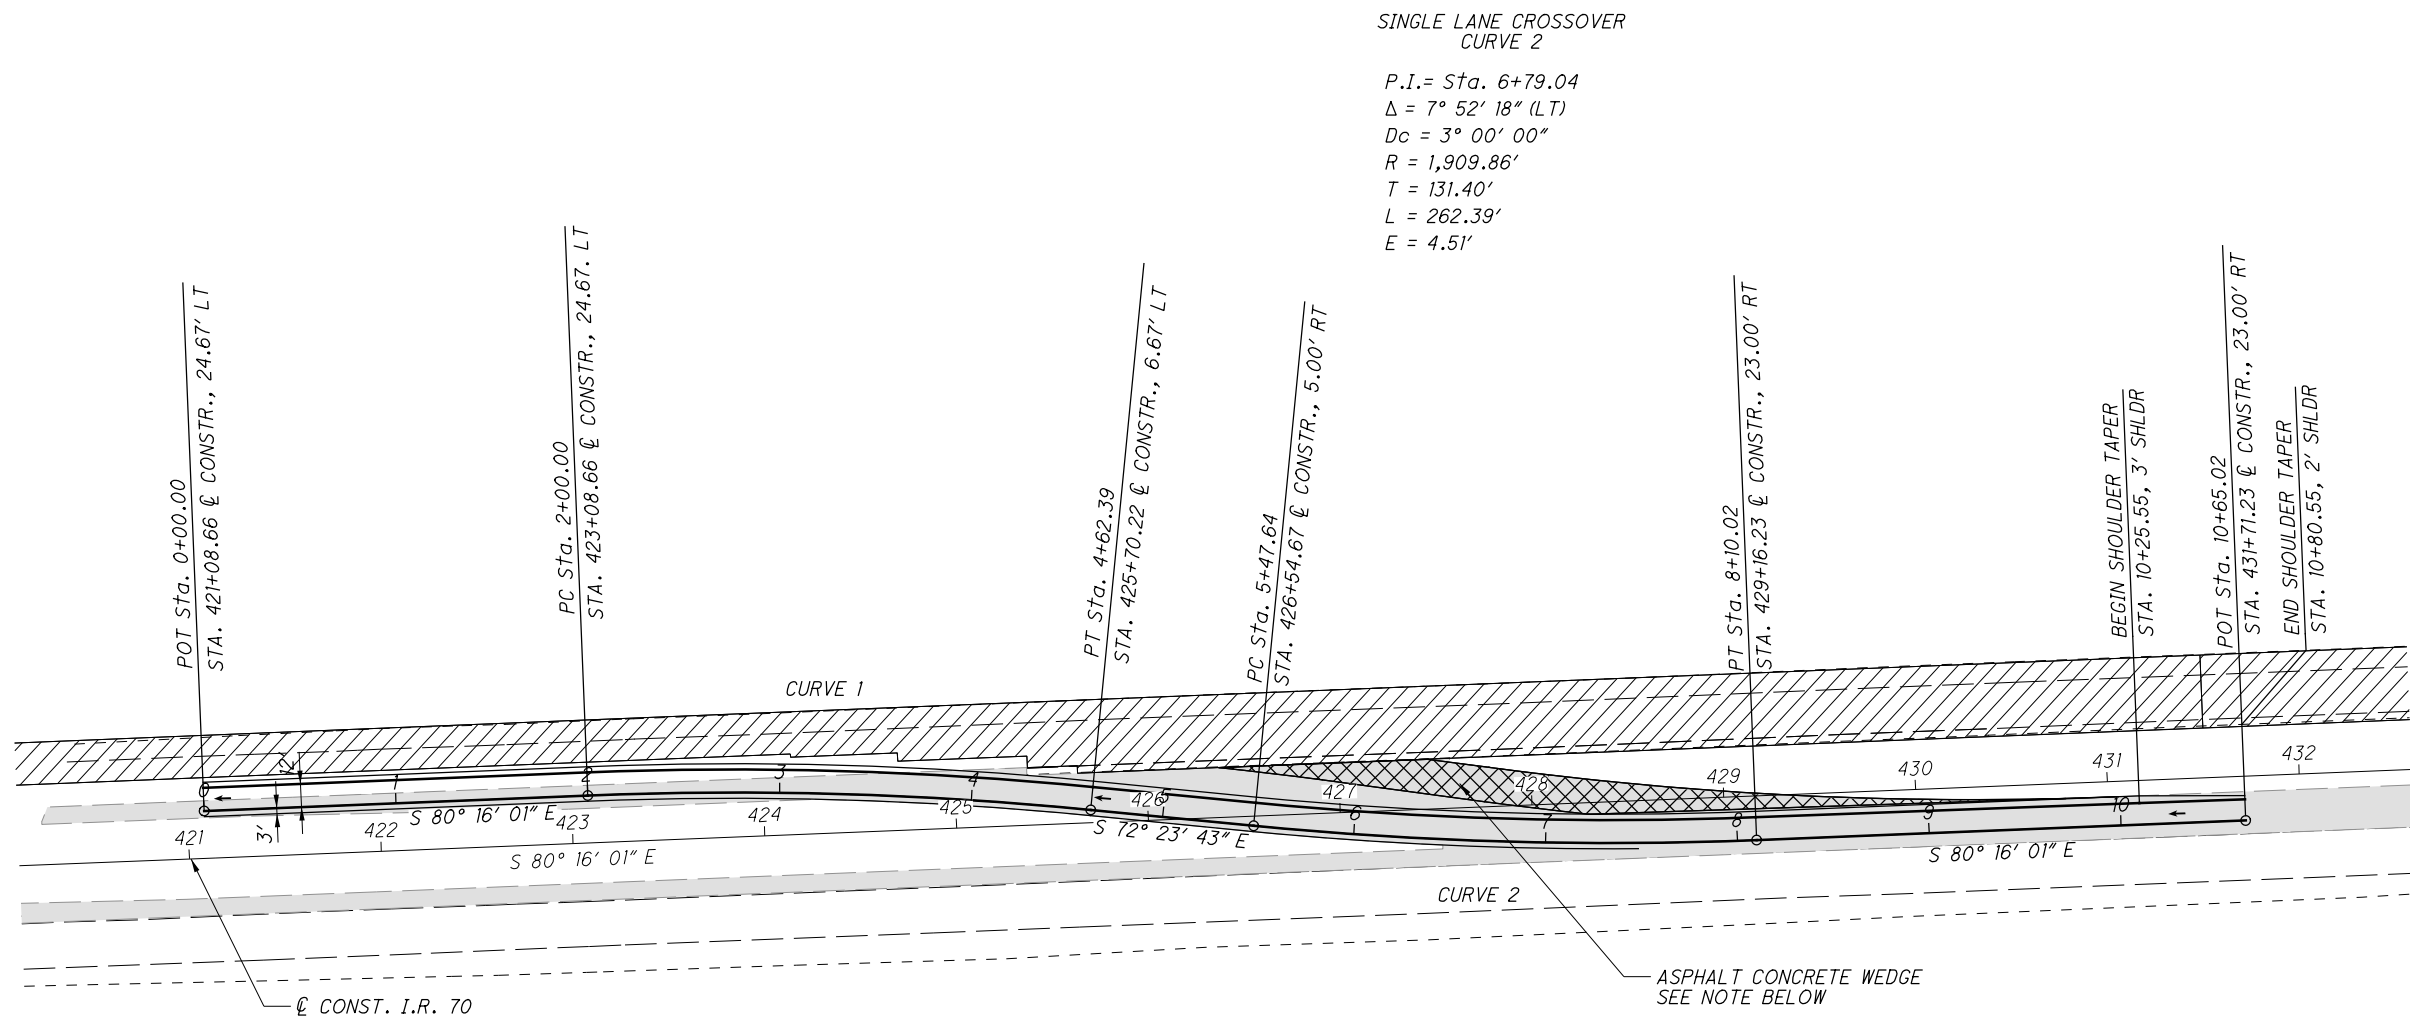 SINGLE LANE CROSSOVER
CURVE 2
P.I.= Sta. 6+79.04
Δ = 7° 52' 18" (LT)
Dc = 3° 00' 00"
R = 1,909.86'
T = 131.40'
L = 262.39'
E = 4.51'
POT Sta. 0+00.00
STA. 421+08.66 ℄ CONSTR., 24.67' LT
PC Sta. 2+00.00
STA. 423+08.66 ℄ CONSTR., 24.67. LT
PT Sta. 4+62.39
STA. 425+70.22 ℄ CONSTR., 6.67' LT
PC Sta. 5+47.64
STA. 426+54.67 ℄ CONSTR., 5.00' RT
PT Sta. 8+10.02
STA. 429+16.23 ℄ CONSTR., 23.00' RT
BEGIN SHOULDER TAPER
STA. 10+25.55, 3' SHLDR
POT Sta. 10+65.02
STA. 431+71.23 ℄ CONSTR., 23.00' RT
END SHOULDER TAPER
STA. 10+80.55, 2' SHLDR
CURVE 1
0 1 2 3 4 5 6 7 8 9 10
12'
3'
421 422 423 424 425 426 427 428 429 430 431 432
S 80° 16' 01" E
S 80° 16' 01" E
S 72° 23' 43" E
S 80° 16' 01" E
CURVE 2
℄ CONST. I.R. 70
ASPHALT CONCRETE WEDGE
SEE NOTE BELOW